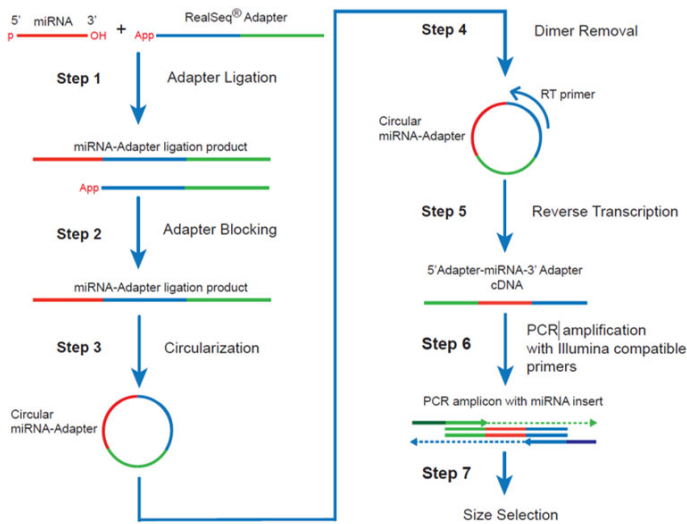 5' miRNA 3'
p OH + App
RealSeq® Adapter
Step 1 Adapter Ligation
miRNA-Adapter ligation product
App
Step 2 Adapter Blocking
miRNA-Adapter ligation product
Step 3 Circularization
Circular
miRNA-Adapter
Step 4 Dimer Removal
RT primer
Circular
miRNA-Adapter
Step 5 Reverse Transcription
5'Adapter-miRNA-3' Adapter
cDNA
Step 6 PCR amplification
with Illumina compatible
primers
PCR amplicon with miRNA insert
Step 7
Size Selection